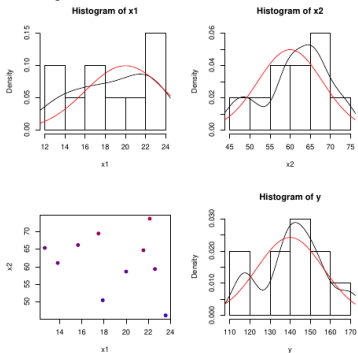 Histogram of x1
Density
0.00 0.05 0.10 0.15
12 14 16 18 20 22 24
x1
Histogram of x2
Density
0.00 0.02 0.04 0.06
45 50 55 60 65 70 75
x2
x2
50 55 60 65 70
14 16 18 20 22 24
x1
Histogram of y
Density
0.000 0.010 0.020 0.030
110 120 130 140 150 160 170
y